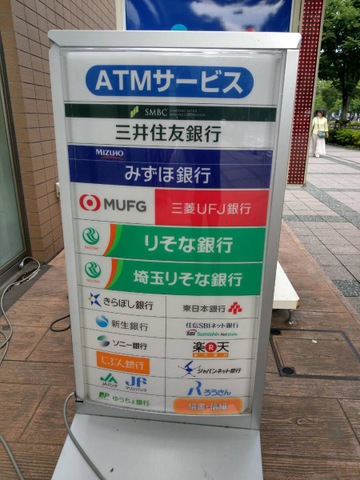 ATMサービス
SMBC
三井住友銀行
MIZUHO
みずほ銀行
MUFG 三菱UFJ銀行
りそな銀行
埼玉りそな銀行
きらぼし銀行 東日本銀行
新生銀行 住信SBIネット銀行
ソニー銀行 楽天
じぶん銀行 ジャパンネット銀行
JA JF ろうきん
ゆうちょ銀行